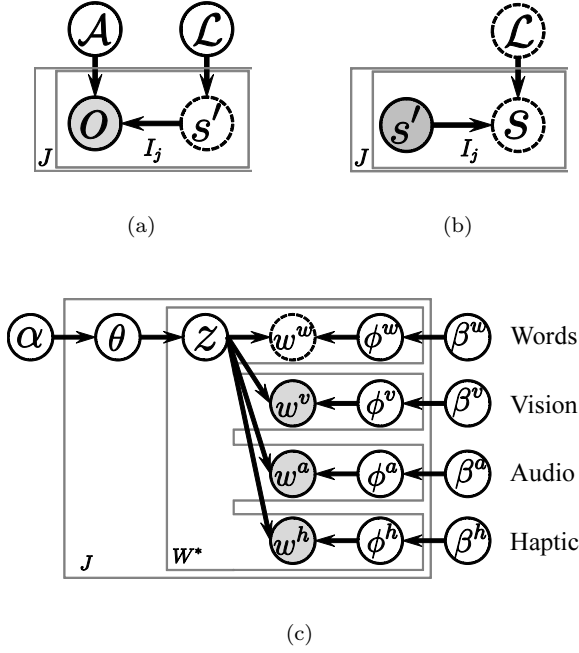 𝒜 ℒ
O s′
J I_j
(a)
ℒ
s′ S
J I_j
(b)
α θ z w^w ϕ^w β^w Words
w^v ϕ^v β^v Vision
w^a ϕ^a β^a Audio
w^h ϕ^h β^h Haptic
J W*
(c)